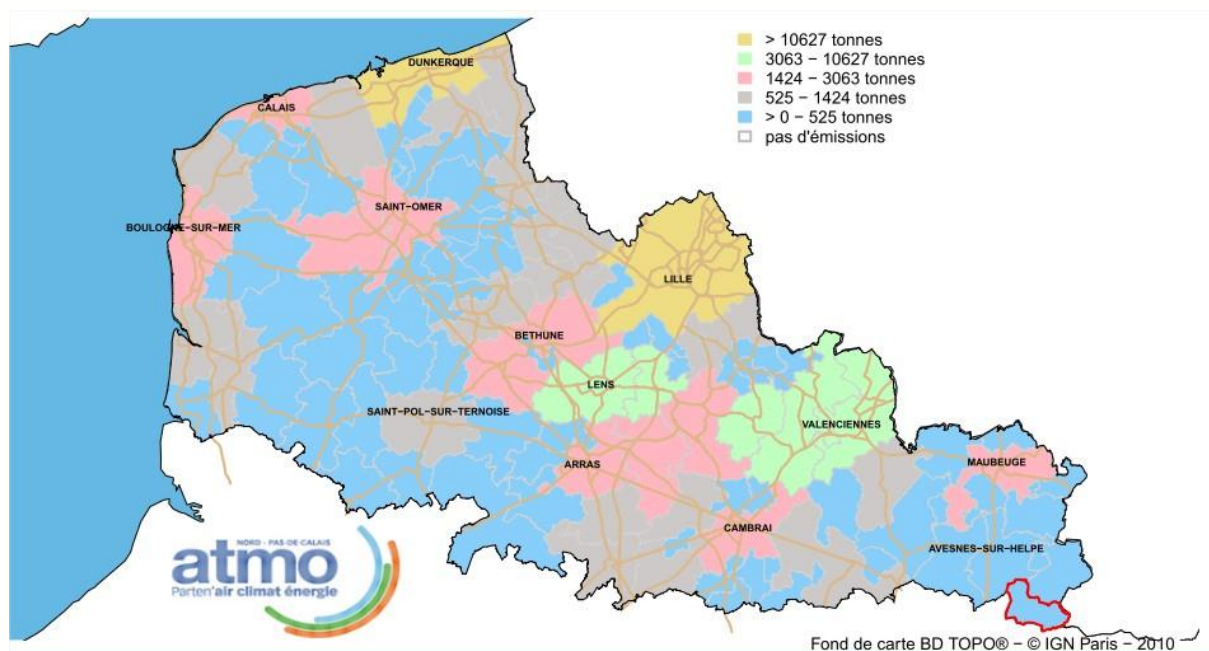 > 10627 tonnes
3063 − 10627 tonnes
1424 − 3063 tonnes
525 − 1424 tonnes
> 0 − 525 tonnes
pas d'émissions
DUNKERQUE
CALAIS
SAINT−OMER
BOULOGNE−SUR−MER
LILLE
BETHUNE
LENS
SAINT−POL−SUR−TERNOISE
VALENCIENNES
ARRAS
MAUBEUGE
CAMBRAI
AVESNES−SUR−HELPE
NORD - PAS-DE-CALAIS
atmo
Parten'air climat énergie
Fond de carte BD TOPO® − © IGN Paris − 2010